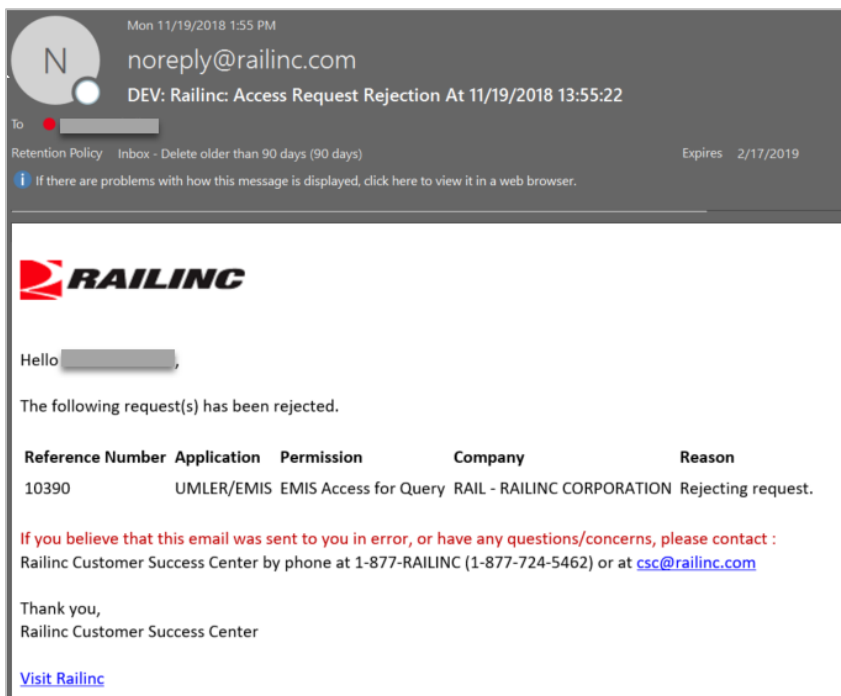 Mon 11/19/2018 1:55 PM
N
noreply@railinc.com
DEV: Railinc: Access Request Rejection At 11/19/2018 13:55:22
To
Retention Policy Inbox - Delete older than 90 days (90 days) Expires 2/17/2019
i If there are problems with how this message is displayed, click here to view it in a web browser.
RAILINC
Hello ,
The following request(s) has been rejected.
Reference Number Application Permission Company Reason
10390 UMLER/EMIS EMIS Access for Query RAIL - RAILINC CORPORATION Rejecting request.
If you believe that this email was sent to you in error, or have any questions/concerns, please contact :
Railinc Customer Success Center by phone at 1-877-RAILINC (1-877-724-5462) or at csc@railinc.com
Thank you,
Railinc Customer Success Center
Visit Railinc